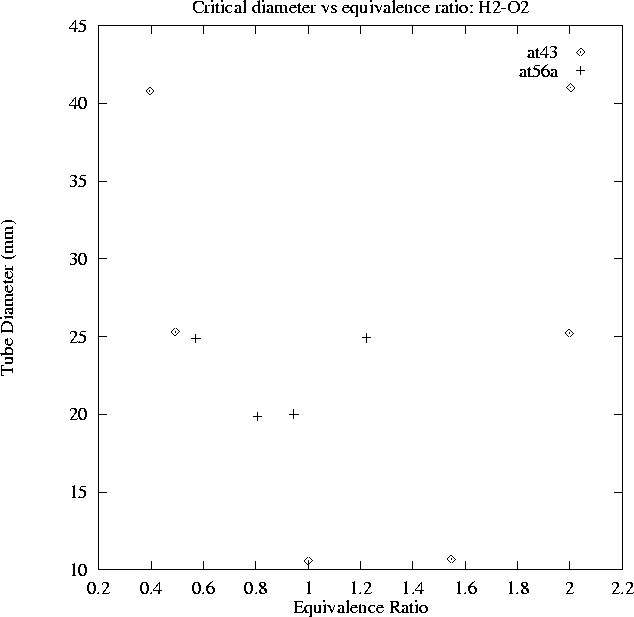 Critical diameter vs equivalence ratio: H2-O2
45
at43
at56a
40
35
30
Tube Diameter (mm)
25
20
15
10
0.2 0.4 0.6 0.8 1 1.2 1.4 1.6 1.8 2 2.2
Equivalence Ratio